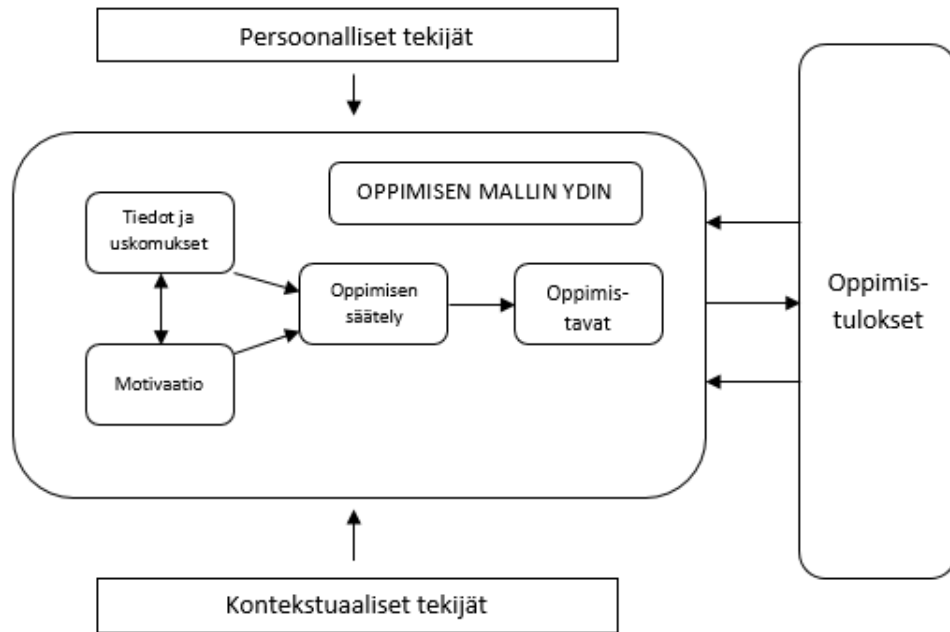 Persoonalliset tekijät
OPPIMISEN MALLIN YDIN
Tiedot ja
uskomukset
Oppimisen
säätely
Oppimis-
tavat
Motivaatio
Oppimis-
tulokset
Kontekstuaaliset tekijät